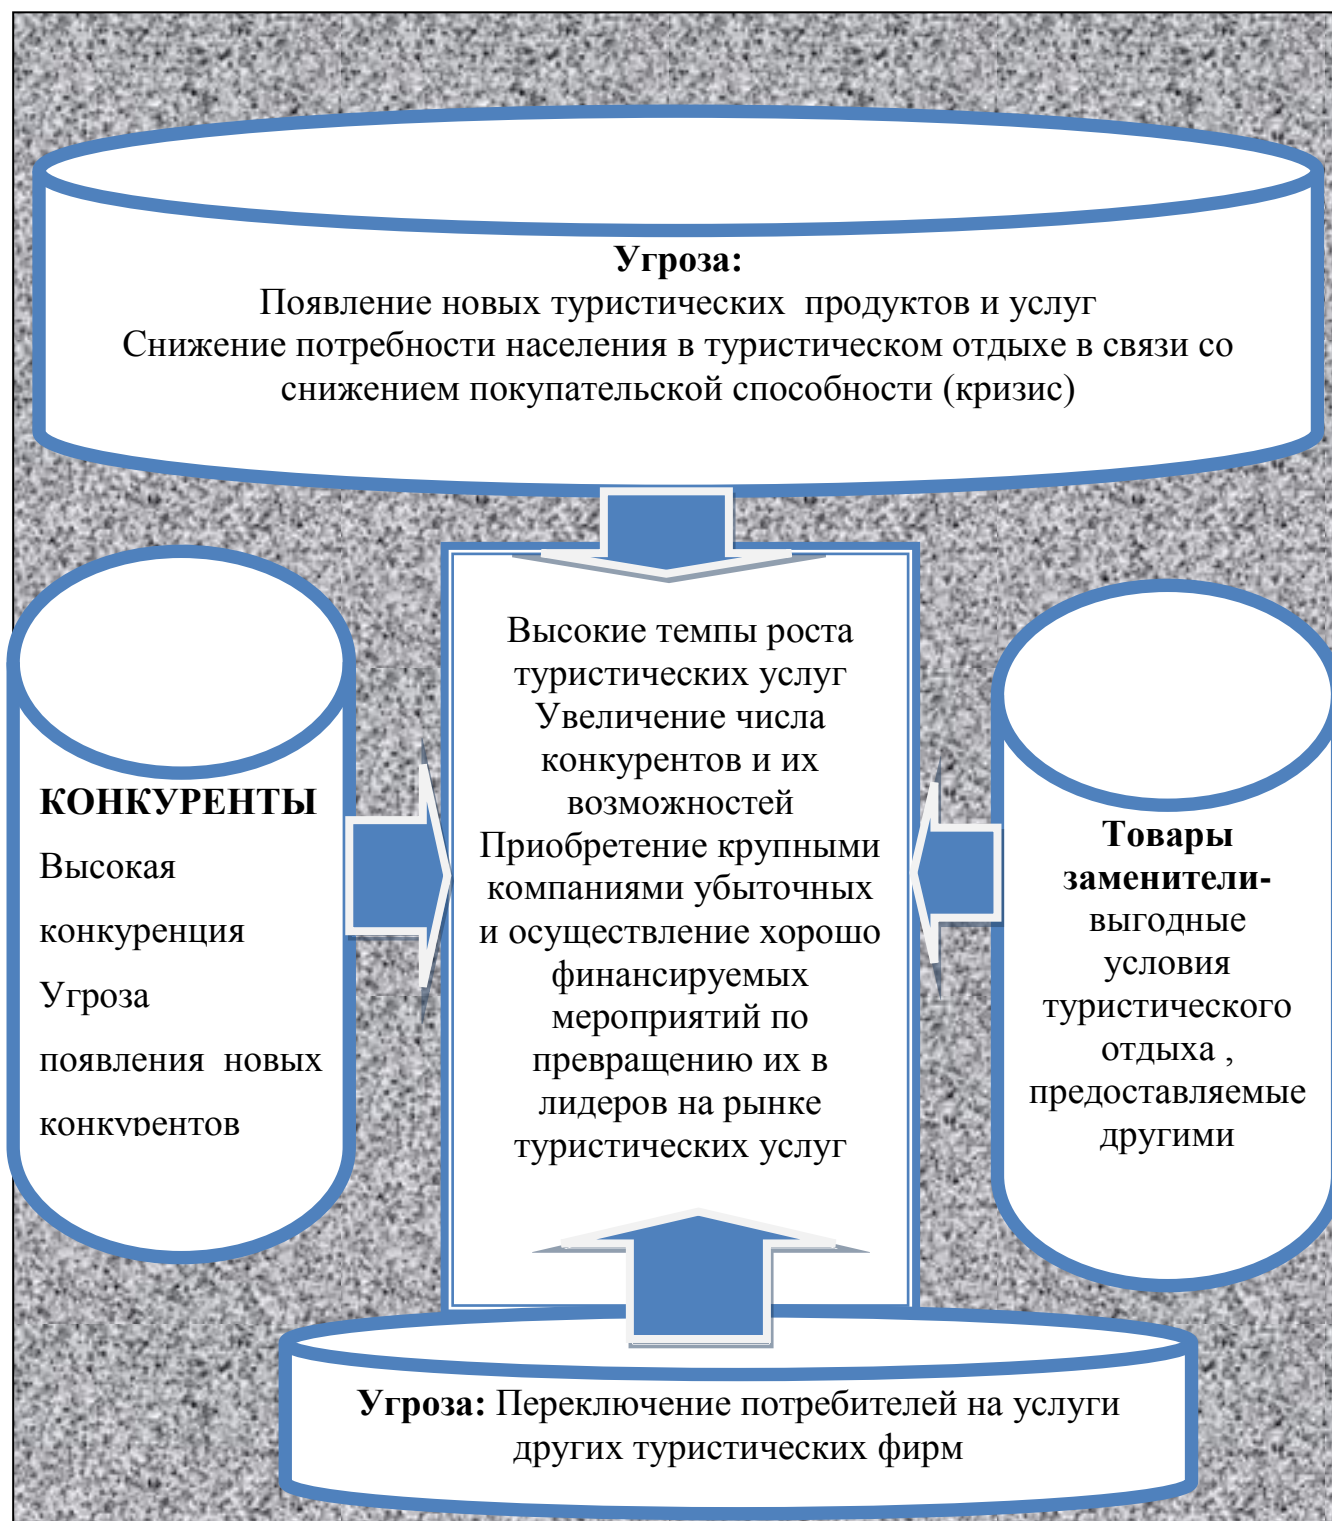 Угроза:
Появление новых туристических продуктов и услуг
Снижение потребности населения в туристическом отдыхе в связи со
снижением покупательской способности (кризис)
КОНКУРЕНТЫ
Высокая
конкуренция
Угроза
появления новых
конкурентов
Высокие темпы роста
туристических услуг
Увеличение числа
конкурентов и их
возможностей
Приобретение крупными
компаниями убыточных
и осуществление хорошо
финансируемых
мероприятий по
превращению их в
лидеров на рынке
туристических услуг
Товары
заменители-
выгодные
условия
туристического
отдыха ,
предоставляемые
другими
Угроза: Переключение потребителей на услуги
других туристических фирм